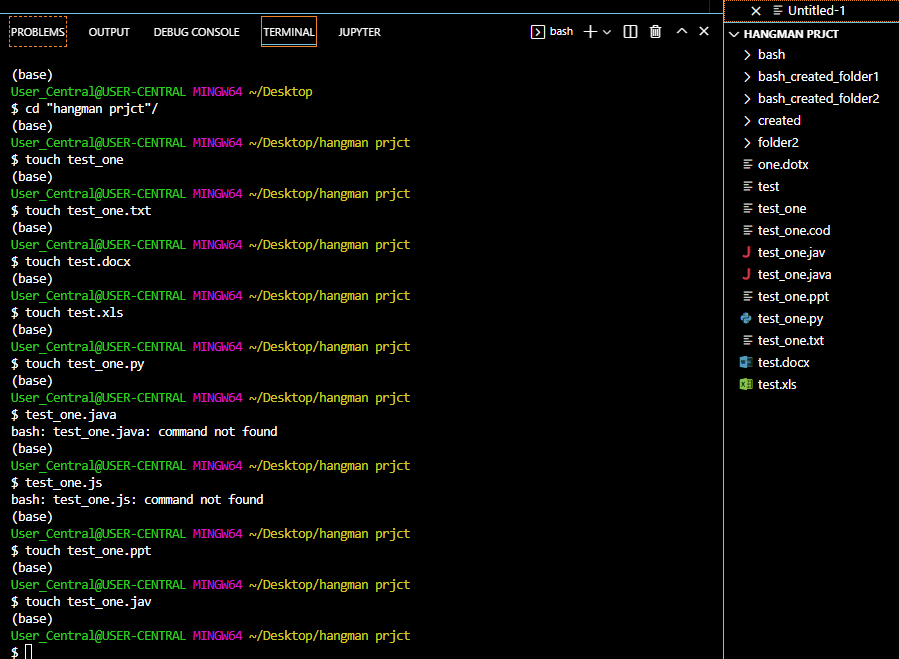 PROBLEMS OUTPUT DEBUG CONSOLE TERMINAL JUPYTER bash
(base)
User_Central@USER-CENTRAL MINGW64 ~/Desktop
$ cd "hangman prjct"/
(base)
User_Central@USER-CENTRAL MINGW64 ~/Desktop/hangman prjct
$ touch test_one
(base)
User_Central@USER-CENTRAL MINGW64 ~/Desktop/hangman prjct
$ touch test_one.txt
(base)
User_Central@USER-CENTRAL MINGW64 ~/Desktop/hangman prjct
$ touch test.docx
(base)
User_Central@USER-CENTRAL MINGW64 ~/Desktop/hangman prjct
$ touch test.xls
(base)
User_Central@USER-CENTRAL MINGW64 ~/Desktop/hangman prjct
$ touch test_one.py
(base)
User_Central@USER-CENTRAL MINGW64 ~/Desktop/hangman prjct
$ test_one.java
bash: test_one.java: command not found
(base)
User_Central@USER-CENTRAL MINGW64 ~/Desktop/hangman prjct
$ test_one.js
bash: test_one.js: command not found
(base)
User_Central@USER-CENTRAL MINGW64 ~/Desktop/hangman prjct
$ touch test_one.ppt
(base)
User_Central@USER-CENTRAL MINGW64 ~/Desktop/hangman prjct
$ touch test_one.jav
(base)
User_Central@USER-CENTRAL MINGW64 ~/Desktop/hangman prjct
$
Untitled-1
HANGMAN PRJCT
bash
bash_created_folder1
bash_created_folder2
created
folder2
one.dotx
test
test_one
test_one.cod
test_one.jav
test_one.java
test_one.ppt
test_one.py
test_one.txt
test.docx
test.xls